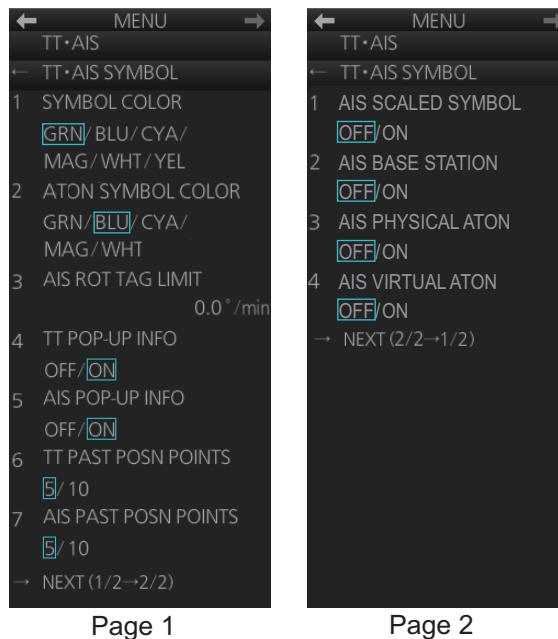 ← MENU →
TT•AIS
← TT•AIS SYMBOL
1 SYMBOL COLOR
GRN/BLU/CYA/
MAG/WHT/YEL
2 ATON SYMBOL COLOR
GRN/BLU/CYA/
MAG/WHT
3 AIS ROT TAG LIMIT
0.0°/min
4 TT POP-UP INFO
OFF/ON
5 AIS POP-UP INFO
OFF/ON
6 TT PAST POSN POINTS
5/10
7 AIS PAST POSN POINTS
5/10
→ NEXT (1/2→2/2)
Page 1
← MENU →
TT•AIS
← TT•AIS SYMBOL
1 AIS SCALED SYMBOL
OFF/ON
2 AIS BASE STATION
OFF/ON
3 AIS PHYSICAL ATON
OFF/ON
4 AIS VIRTUAL ATON
OFF/ON
→ NEXT (2/2→1/2)
Page 2